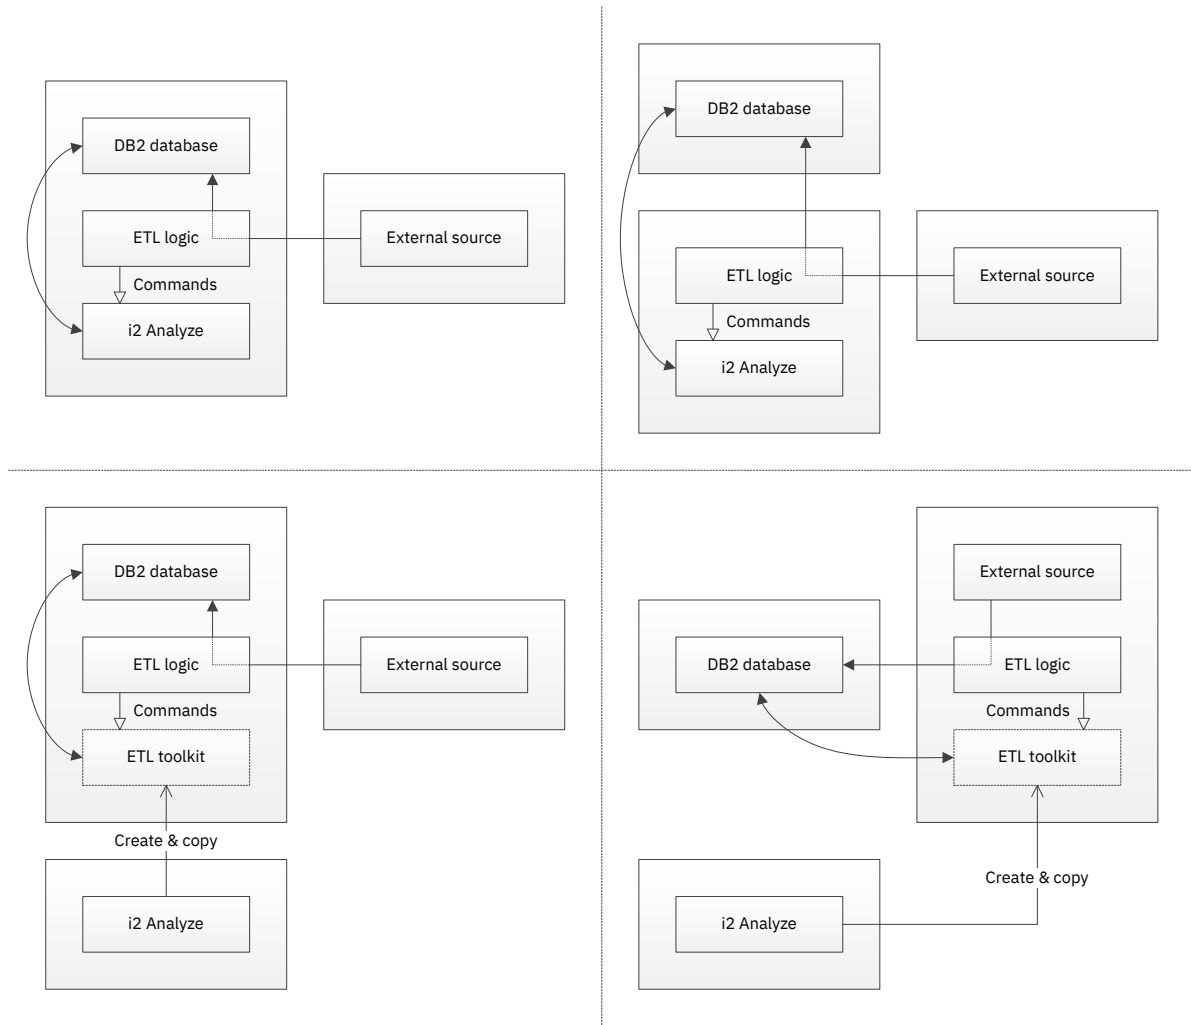 DB2 database
ETL logic
Commands
i2 Analyze
External source
DB2 database
ETL logic
Commands
i2 Analyze
External source
DB2 database
ETL logic
Commands
ETL toolkit
Create & copy
i2 Analyze
External source
DB2 database
External source
ETL logic
Commands
ETL toolkit
Create & copy
i2 Analyze